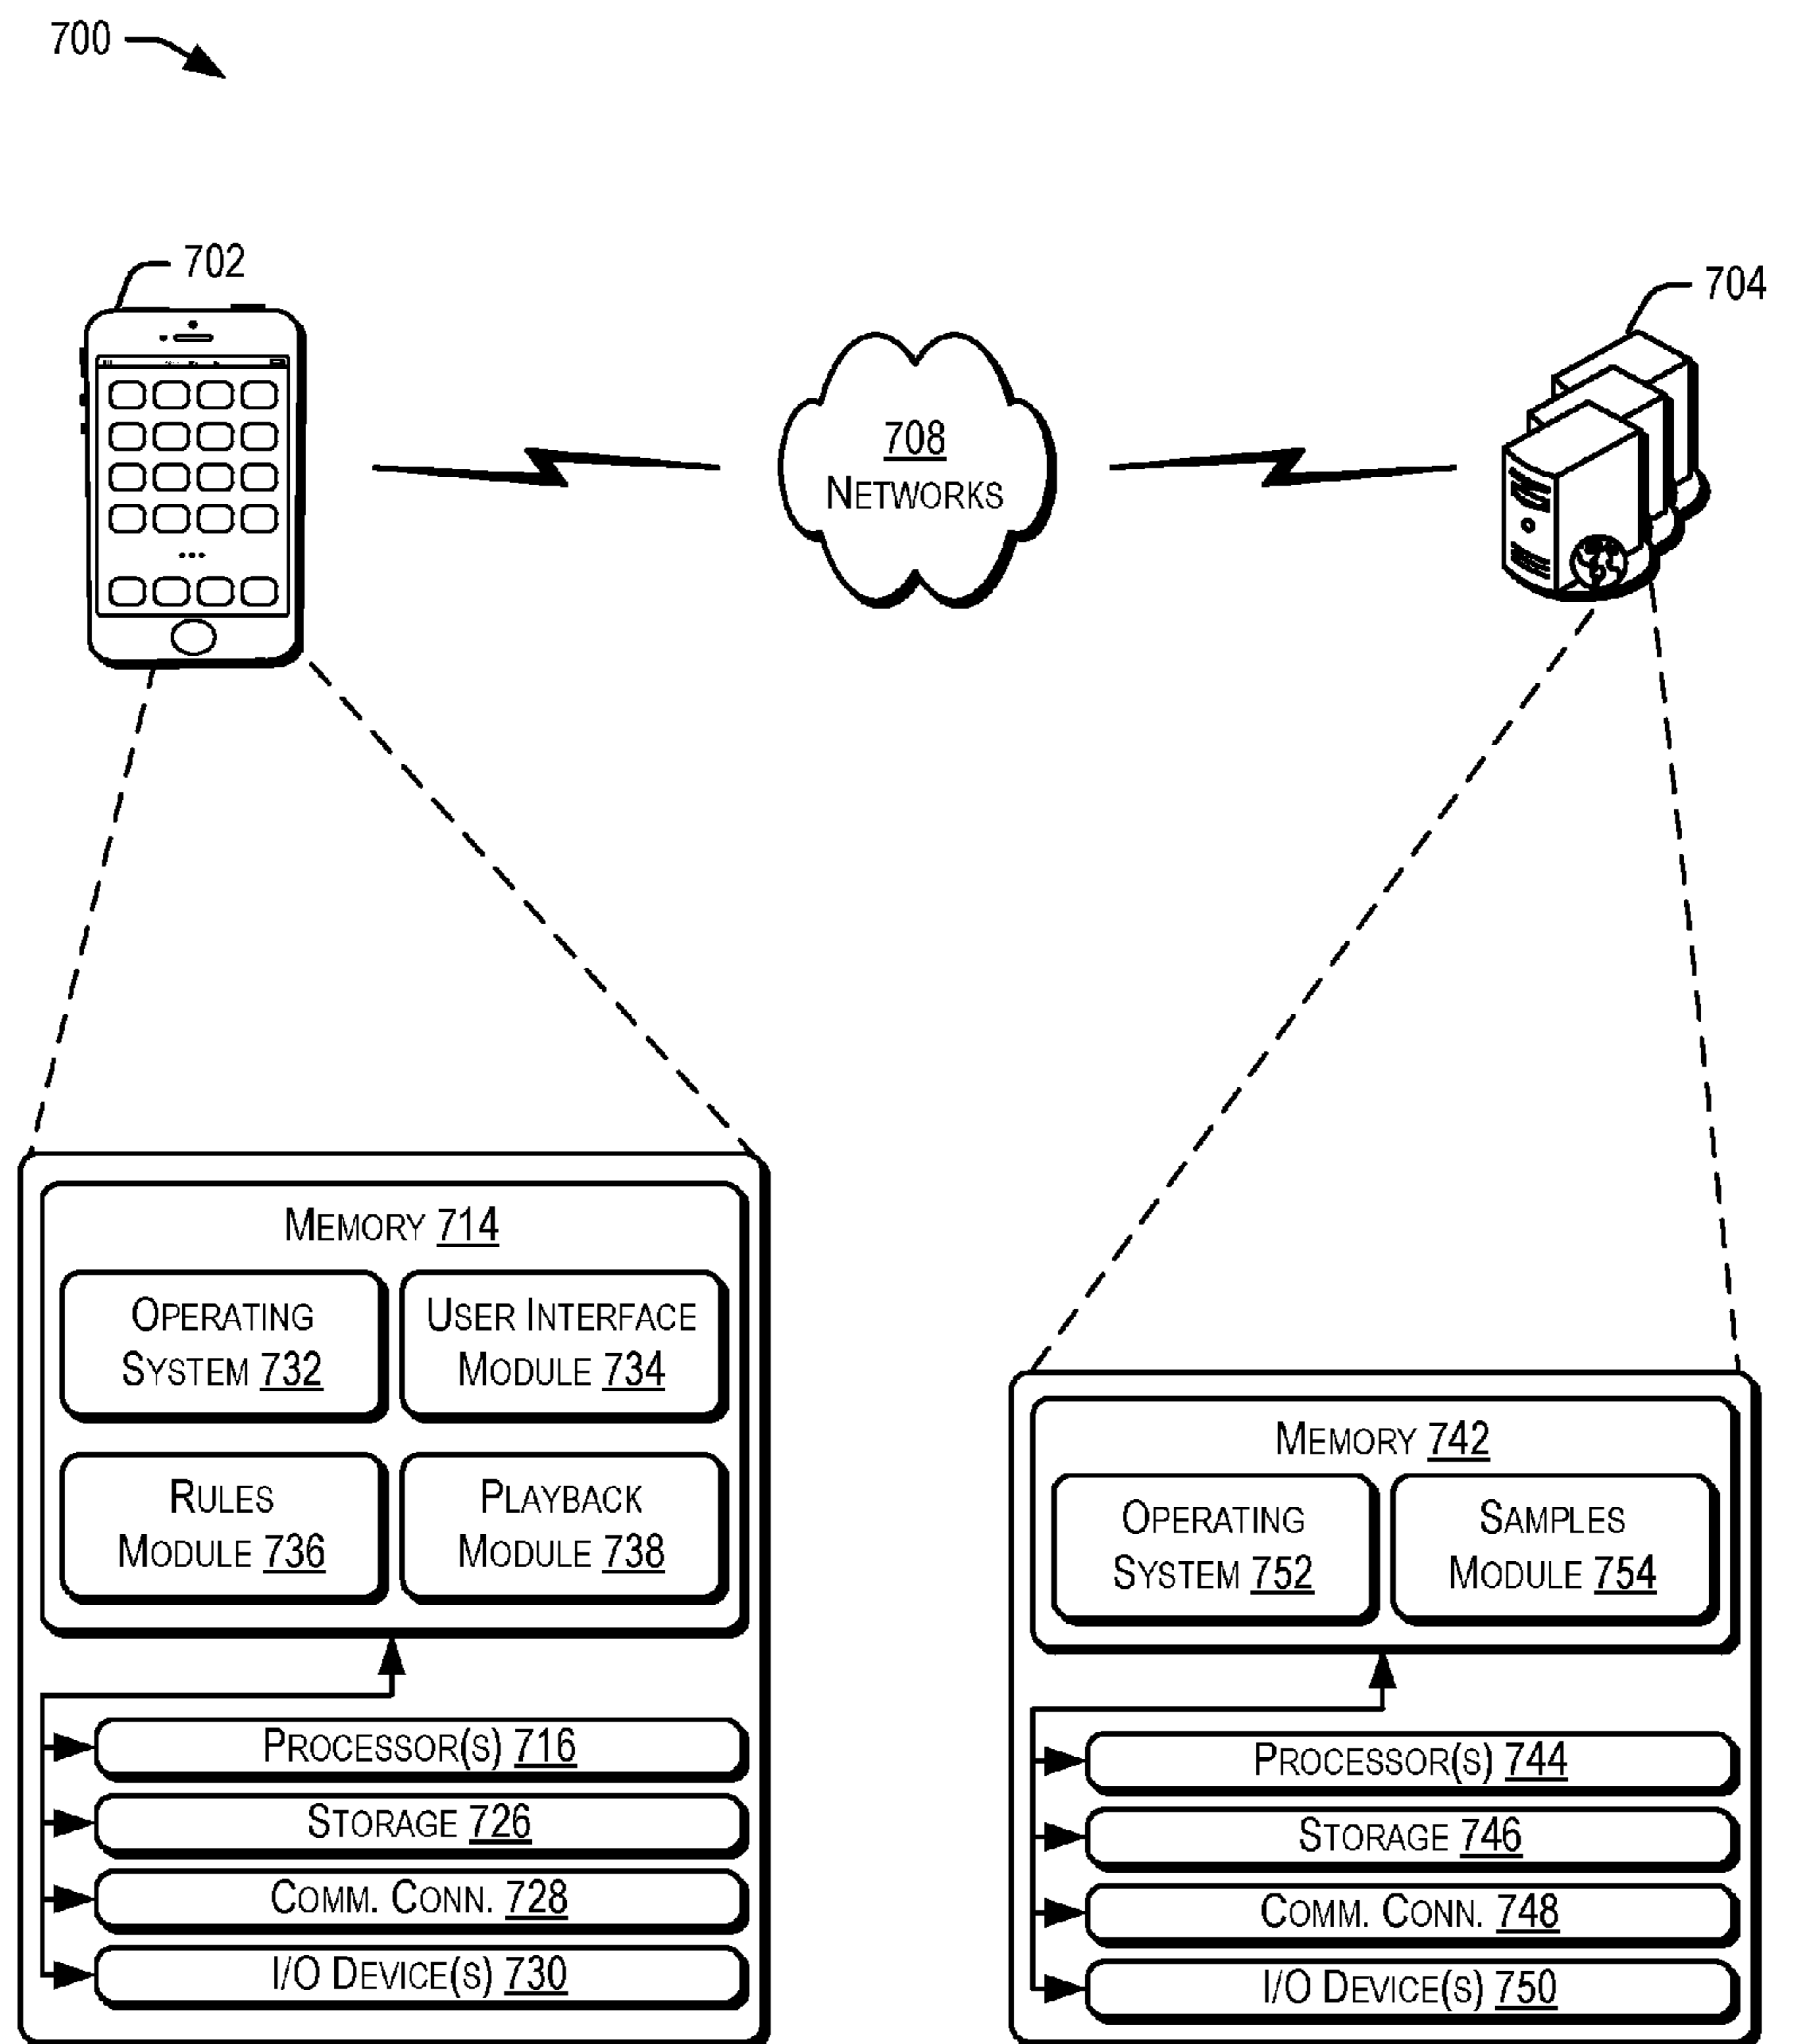 700
702
704
708
NETWORKS
MEMORY 714
OPERATING
SYSTEM 732
USER INTERFACE
MODULE 734
RULES
MODULE 736
PLAYBACK
MODULE 738
PROCESSOR(S) 716
STORAGE 726
COMM. CONN. 728
I/O DEVICE(S) 730
MEMORY 742
OPERATING
SYSTEM 752
SAMPLES
MODULE 754
PROCESSOR(S) 744
STORAGE 746
COMM. CONN. 748
I/O DEVICE(S) 750